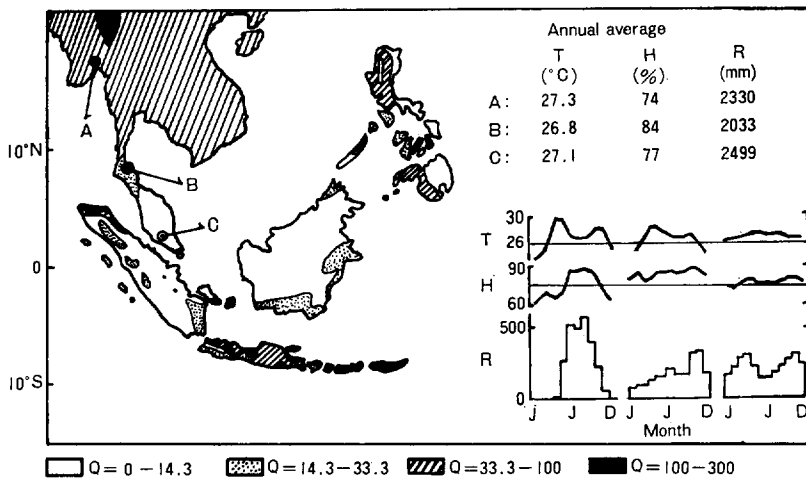 Annual average
T H R
(°C) (%) (mm)
A: 27.3 74 2330
B: 26.8 84 2033
C: 27.1 77 2499
A
B
C
10°N
0
10°S
30
T 26
90
H
60
500
R
0
J J D J J D J J D
Month
Q = 0 – 14.3 Q = 14.3 – 33.3 Q = 33.3 – 100 Q = 100 – 300